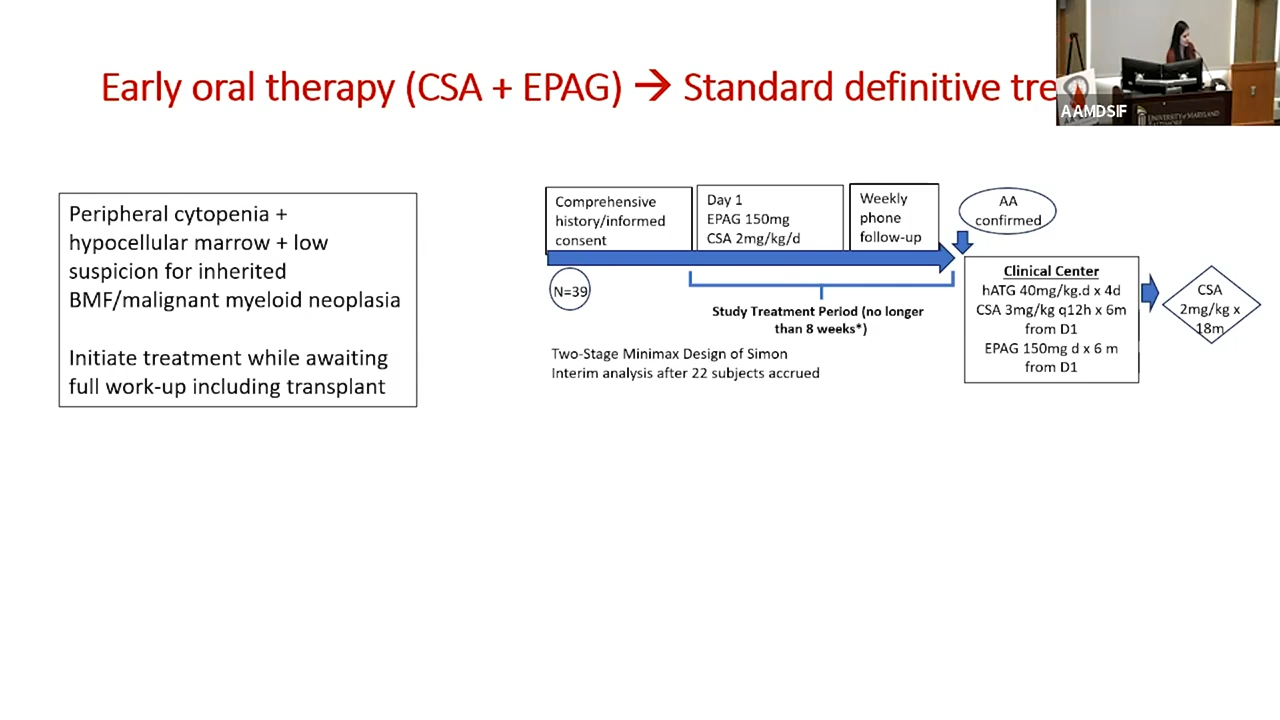 Early oral therapy (CSA + EPAG) → Standard definitive tre
AAMDSIF
UNIVERSITY of MARYLAND
Peripheral cytopenia +
hypocellular marrow + low
suspicion for inherited
BMF/malignant myeloid neoplasia
Initiate treatment while awaiting
full work-up including transplant
Comprehensive
history/informed
consent
Day 1
EPAG 150mg
CSA 2mg/kg/d
Weekly
phone
follow-up
AA
confirmed
N=39
Study Treatment Period (no longer
than 8 weeks*)
Two-Stage Minimax Design of Simon
Interim analysis after 22 subjects accrued
Clinical Center
hATG 40mg/kg.d x 4d
CSA 3mg/kg q12h x 6m
from D1
EPAG 150mg d x 6 m
from D1
CSA
2mg/kg x
18m